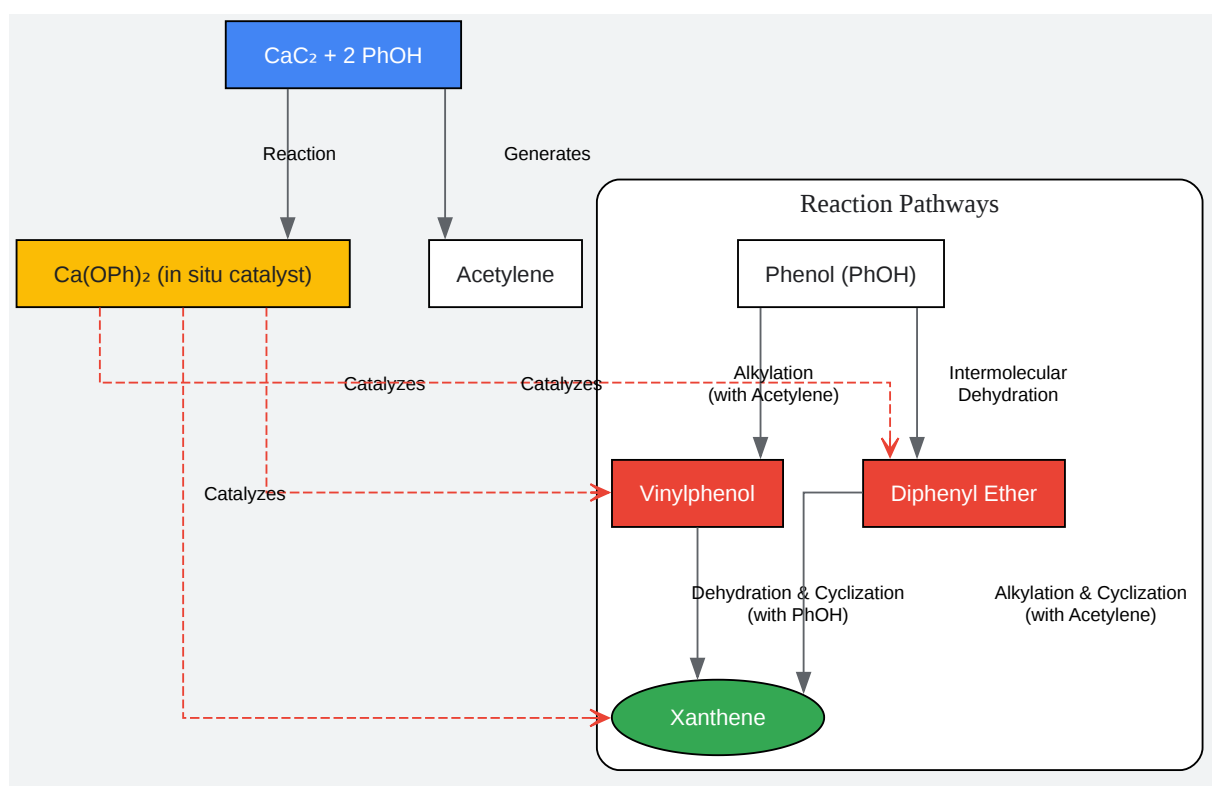 CaC₂ + 2 PhOH
Reaction
Generates
Reaction Pathways
Ca(OPh)₂ (in situ catalyst)
Acetylene
Phenol (PhOH)
Catalyzes
Catalyzes
Alkylation
(with Acetylene)
Intermolecular
Dehydration
Catalyzes
Vinylphenol
Diphenyl Ether
Dehydration & Cyclization
(with PhOH)
Alkylation & Cyclization
(with Acetylene)
Xanthene